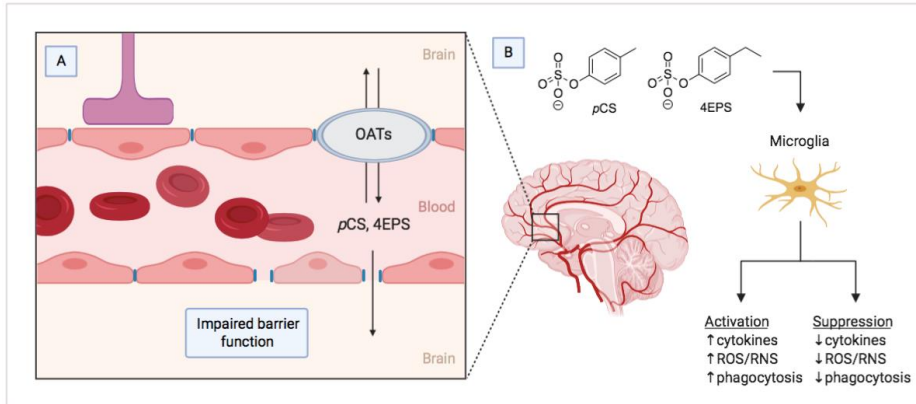 A
Brain
OATs
Blood
pCS, 4EPS
Impaired barrier
function
Brain
B
O
O
S
O
O
⊖
pCS
O
O
S
O
O
⊖
4EPS
Microglia
Activation
↑cytokines
↑ROS/RNS
↑phagocytosis
Suppression
↓cytokines
↓ROS/RNS
↓phagocytosis